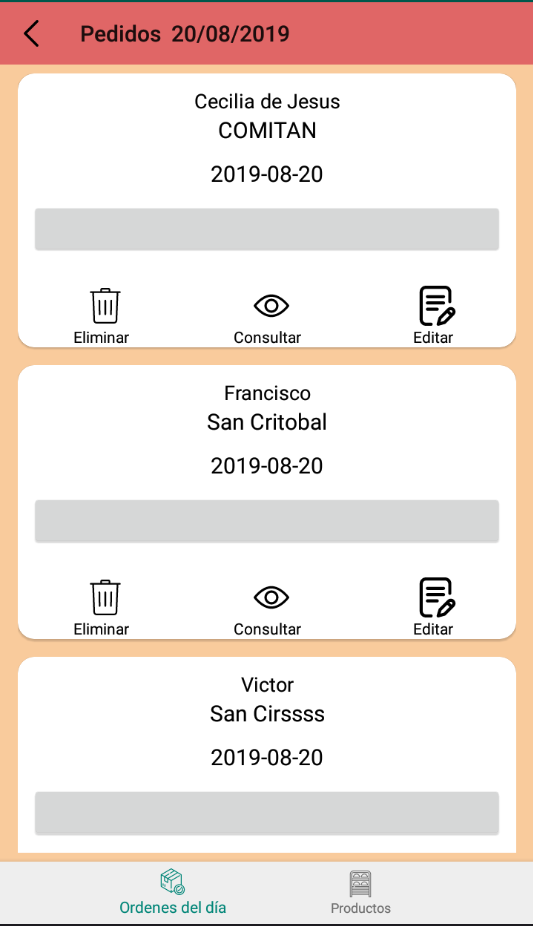 Pedidos 20/08/2019
Cecilia de Jesus
COMITAN
2019-08-20
Eliminar Consultar Editar
Francisco
San Critobal
2019-08-20
Eliminar Consultar Editar
Victor
San Cirssss
2019-08-20
Ordenes del día Productos